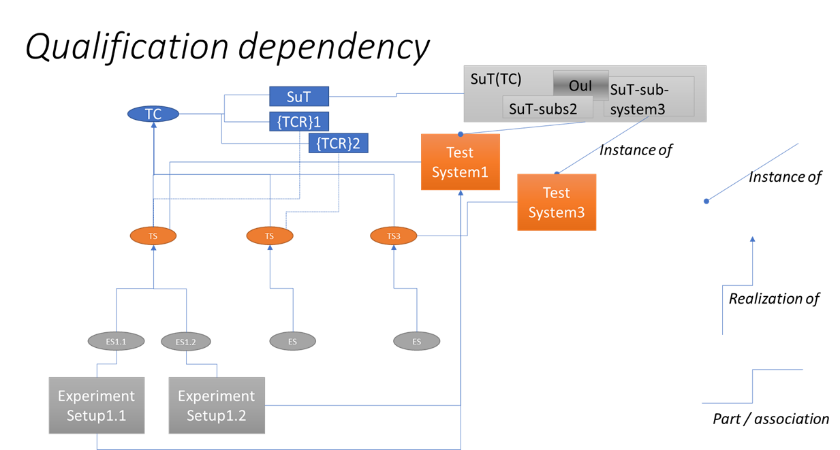 Qualification dependency
SuT(TC)
OuI
SuT-sub-
system3
SuT-subs2
SuT
TC
{TCR}1
{TCR}2
Test
System1
Instance of
Instance of
Test
System3
TS
TS
TS3
Realization of
ES1.1
ES1.2
ES
ES
Experiment
Setup1.1
Experiment
Setup1.2
Part / association